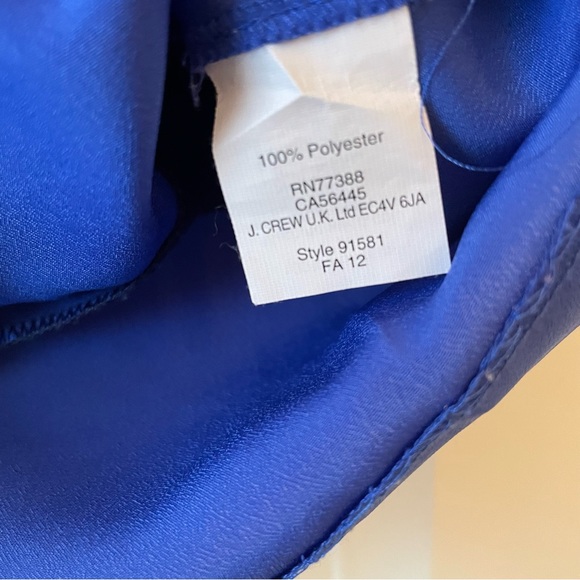 100% Polyester
RN77388
CA56445
J. CREW U.K. Ltd EC4V 6JA
Style 91581
FA 12